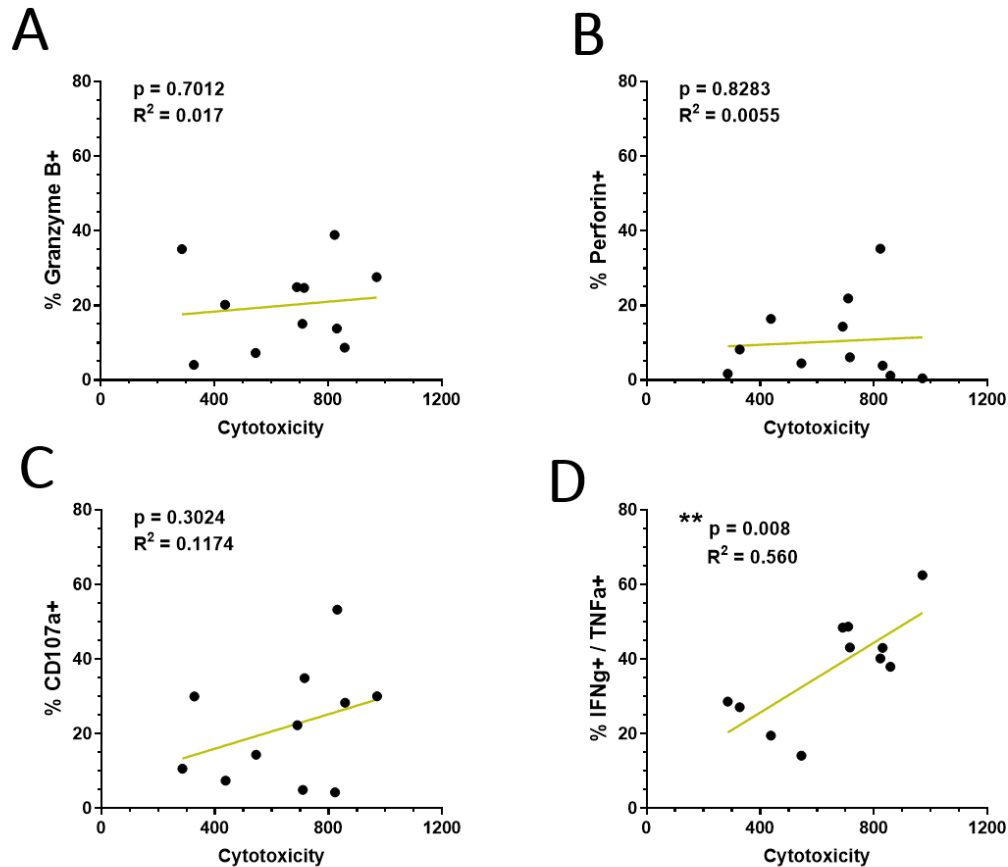 A
p = 0.7012
R² = 0.017
80
60
40
20
0
% Granzyme B+
0 400 800 1200
Cytotoxicity
B
p = 0.8283
R² = 0.0055
80
60
40
20
0
% Perforin+
0 400 800 1200
Cytotoxicity
C
p = 0.3024
R² = 0.1174
80
60
40
20
0
% CD107a+
0 400 800 1200
Cytotoxicity
D
** p = 0.008
R² = 0.560
80
60
40
20
0
% IFNg+ / TNFa+
0 400 800 1200
Cytotoxicity